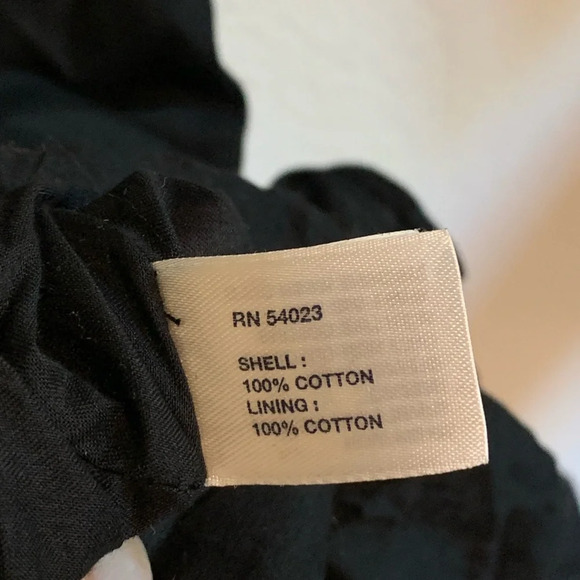 RN 54023
SHELL :
100% COTTON
LINING :
100% COTTON